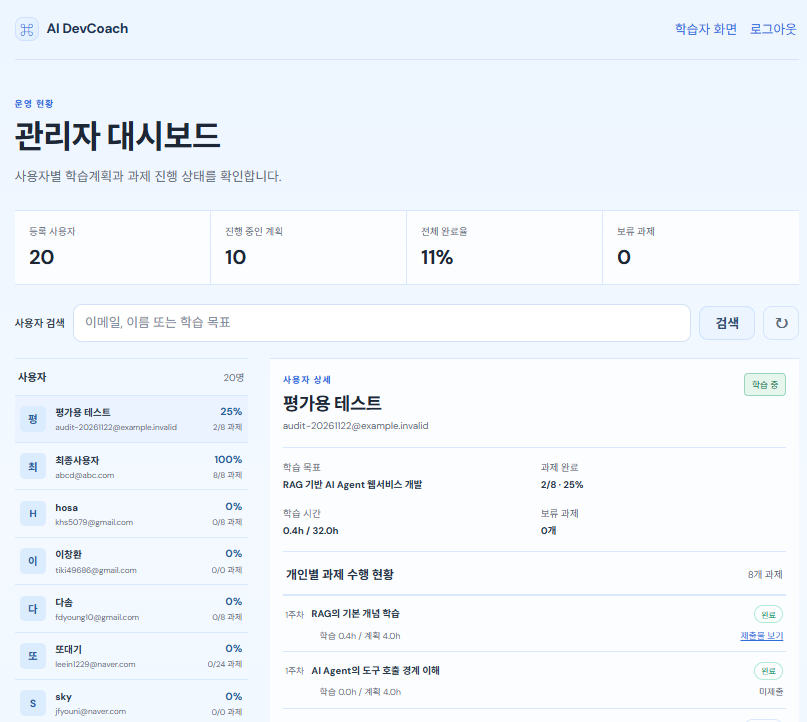 AI DevCoach
학습자 화면 로그아웃
운영 현황
관리자 대시보드
사용자별 학습계획과 과제 진행 상태를 확인합니다.
등록 사용자
20
진행 중인 계획
10
전체 완료율
11%
보류 과제
0
사용자 검색
이메일, 이름 또는 학습 목표
검색
사용자
20명
평
평가용 테스트
audit-20261122@example.invalid
25%
2/8 과제
최
최종사용자
abcd@abc.com
100%
8/8 과제
H
hosa
khs5079@gmail.com
0%
0/8 과제
이
이창환
tiki49686@gmail.com
0%
0/0 과제
다
다솜
fdyoung10@gmail.com
0%
0/8 과제
또
또대기
leein1229@naver.com
0%
0/24 과제
S
sky
jfyouni@naver.com
0%
0/0 과제
사용자 상세
평가용 테스트
audit-20261122@example.invalid
학습 중
학습 목표
RAG 기반 AI Agent 웹서비스 개발
과제 완료
2/8 · 25%
학습 시간
0.4h / 32.0h
보류 과제
0개
개인별 과제 수행 현황
8개 과제
1주차 RAG의 기본 개념 학습
완료
학습 0.4h / 계획 4.0h
제출물 보기
1주차 AI Agent의 도구 호출 경계 이해
완료
학습 0.0h / 계획 4.0h
미제출